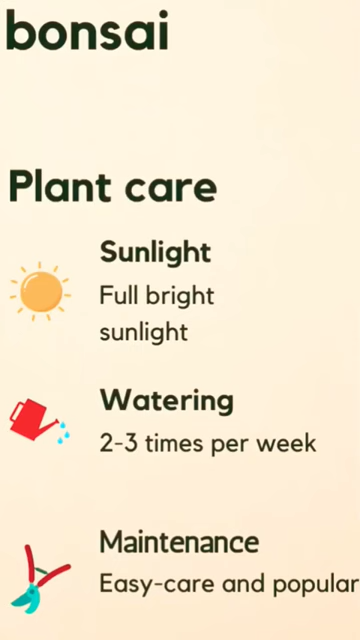 bonsai
Plant care
Sunlight
Full bright
sunlight
Watering
2-3 times per week
Maintenance
Easy-care and popular